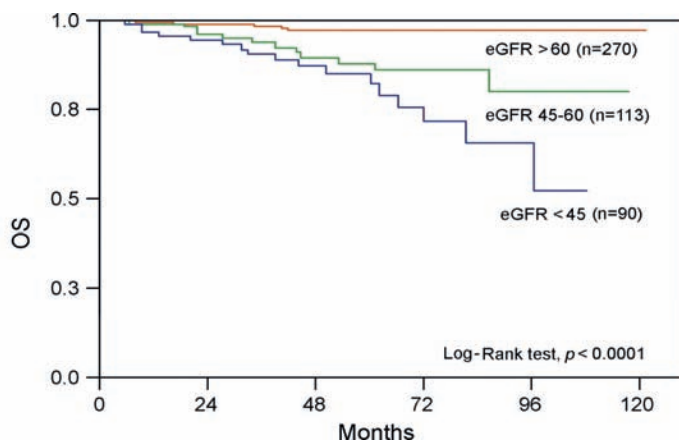 1.0
eGFR >60 (n=270)
0.8
eGFR 45-60 (n=113)
0.5
eGFR <45 (n=90)
OS
0.3
Log-Rank test, p<0.0001
0.0
0 24 48 72 96 120
Months